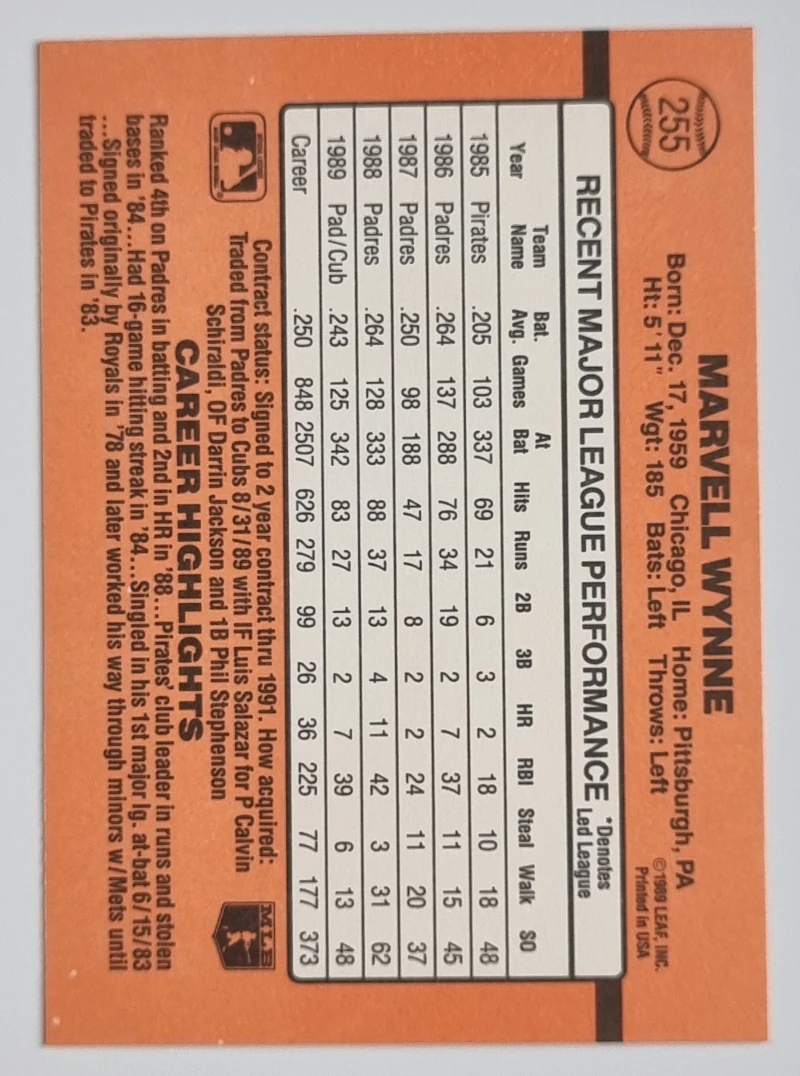 255
MARVELL WYNNE
Born: Dec. 17, 1959 Chicago, IL Home: Pittsburgh, PA
Ht: 5' 11" Wgt: 185 Bats: Left Throws: Left
©1989 LEAF, INC.
Printed in USA
RECENT MAJOR LEAGUE PERFORMANCE *Denotes Led League
Year Team Name Bat. Avg. Games At Bat Hits Runs 2B 3B HR RBI Steal Walk SO
1985 Pirates .205 103 337 69 21 6 3 2 18 10 18 48
1986 Padres .264 137 288 76 34 19 2 7 37 11 15 45
1987 Padres .250 98 188 47 17 8 2 2 24 11 20 37
1988 Padres .264 128 333 88 37 13 4 11 42 3 31 62
1989 Pad/Cub .243 125 342 83 27 13 2 7 39 6 13 48
Career .250 848 2507 626 279 99 26 36 225 77 177 373
Contract status: Signed to 2 year contract thru 1991. How acquired:
Traded from Padres to Cubs 8/31/89 with IF Luis Salazar for P Calvin
Schiraldi, OF Darrin Jackson and 1B Phil Stephenson
MLB
CAREER HIGHLIGHTS
Ranked 4th on Padres in batting and 2nd in HR in '88...Pirates' club leader in runs and stolen
bases in '84...Had 16-game hitting streak in '84...Singled in his 1st major lg. at-bat 6/15/83
...Signed originally by Royals in '78 and later worked his way through minors w/Mets until
traded to Pirates in '83.